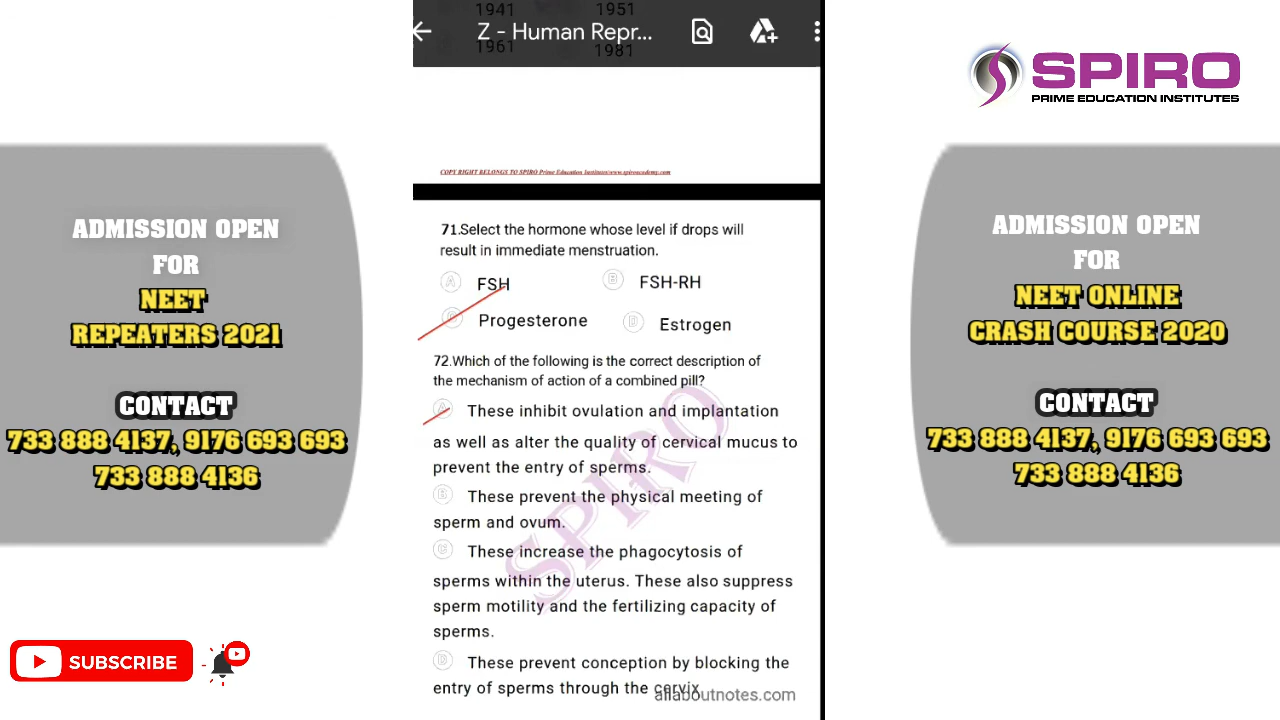 1941
1951
Z - Human Repr...
1961
1981
SPIRO
PRIME EDUCATION INSTITUTES
COPY RIGHT BELONGS TO SPIRO Prime Education Institutes/www.spiroacademy.com
ADMISSION OPEN
FOR
NEET
REPEATERS 2021
CONTACT
733 888 4137, 9176 693 693
733 888 4136
71.Select the hormone whose level if drops will
result in immediate menstruation.
A FSH
B FSH-RH
C Progesterone
D Estrogen
72.Which of the following is the correct description of
the mechanism of action of a combined pill?
A These inhibit ovulation and implantation
as well as alter the quality of cervical mucus to
prevent the entry of sperms.
B These prevent the physical meeting of
sperm and ovum.
C These increase the phagocytosis of
sperms within the uterus. These also suppress
sperm motility and the fertilizing capacity of
sperms.
D These prevent conception by blocking the
entry of sperms through the cervix.
SPIRO
allaboutnotes.com
ADMISSION OPEN
FOR
NEET ONLINE
CRASH COURSE 2020
CONTACT
733 888 4137, 9176 693 693
733 888 4136
SUBSCRIBE